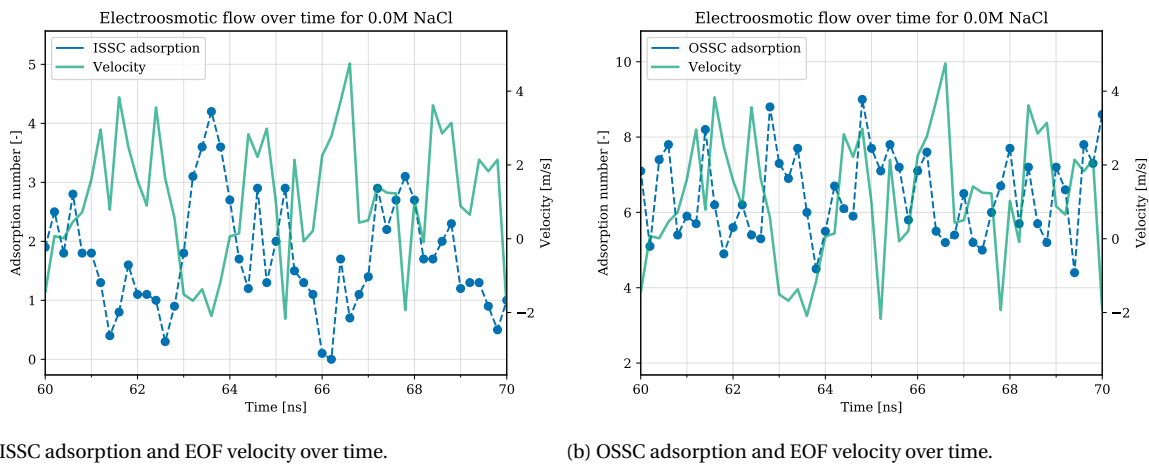 Electroosmotic flow over time for 0.0M NaCl
ISSC adsorption
Velocity
Adsorption number [-]
5
4
3
2
1
0
Velocity [m/s]
4
2
0
−2
60
62
64
66
68
70
Time [ns]
ISSC adsorption and EOF velocity over time.
Electroosmotic flow over time for 0.0M NaCl
OSSC adsorption
Velocity
Adsorption number [-]
10
8
6
4
2
Velocity [m/s]
4
2
0
−2
60
62
64
66
68
70
Time [ns]
(b) OSSC adsorption and EOF velocity over time.